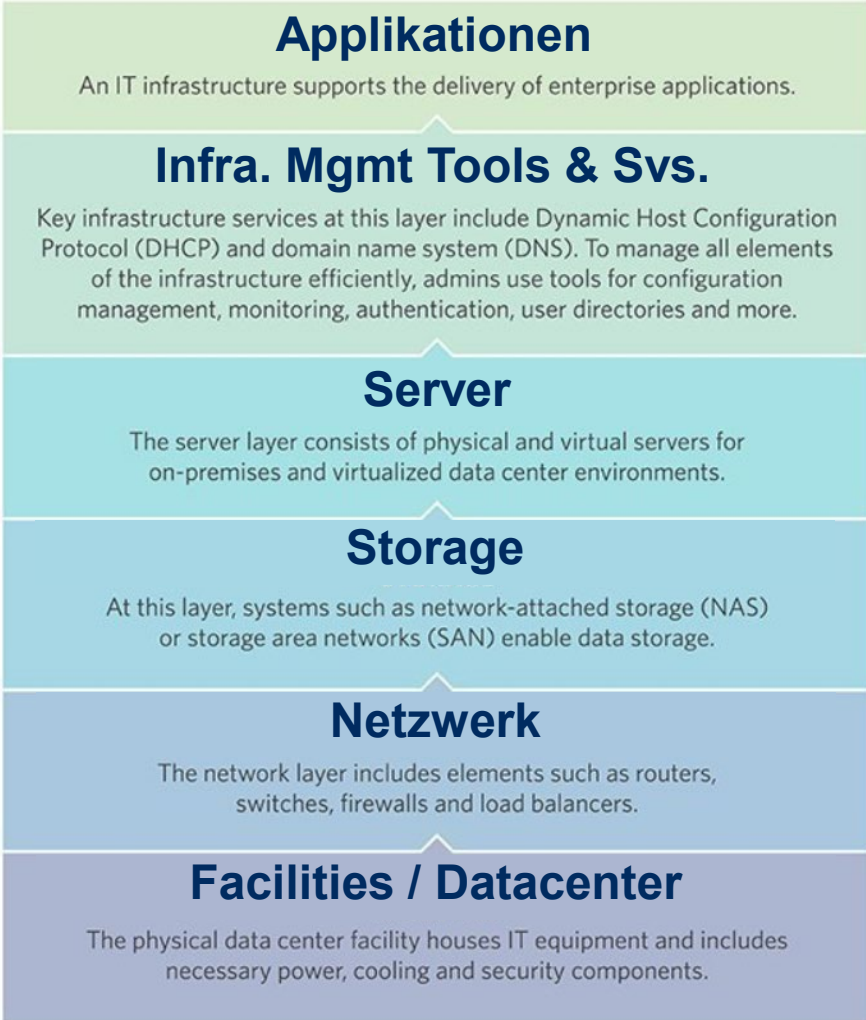 Applikationen
An IT infrastructure supports the delivery of enterprise applications.
Infra. Mgmt Tools & Svs.
Key infrastructure services at this layer include Dynamic Host Configuration
Protocol (DHCP) and domain name system (DNS). To manage all elements
of the infrastructure efficiently, admins use tools for configuration
management, monitoring, authentication, user directories and more.
Server
The server layer consists of physical and virtual servers for
on-premises and virtualized data center environments.
Storage
At this layer, systems such as network-attached storage (NAS)
or storage area networks (SAN) enable data storage.
Netzwerk
The network layer includes elements such as routers,
switches, firewalls and load balancers.
Facilities / Datacenter
The physical data center facility houses IT equipment and includes
necessary power, cooling and security components.